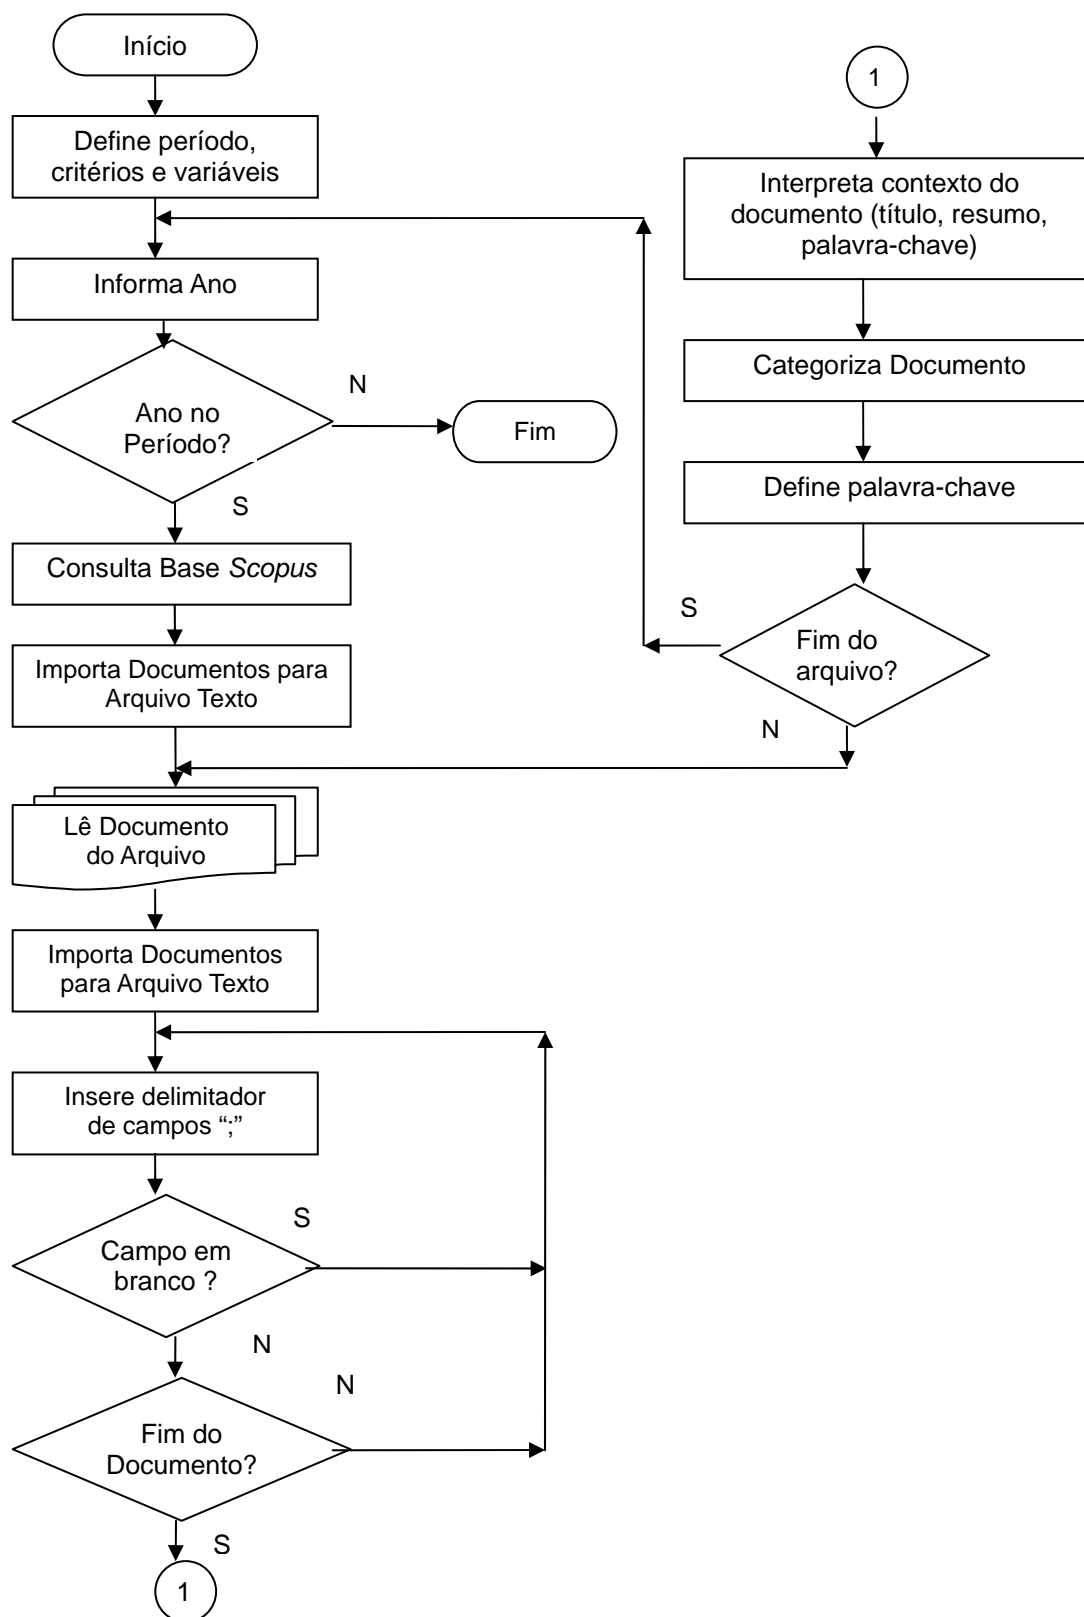 Início
Define período,
critérios e variáveis
Informa Ano
Ano no
Período?
N
Fim
S
Consulta Base Scopus
Importa Documentos para
Arquivo Texto
Lê Documento
do Arquivo
Importa Documentos
para Arquivo Texto
Insere delimitador
de campos “;”
Campo em
branco ?
S
N
Fim do
Documento?
N
S
1
1
Interpreta contexto do
documento (título, resumo,
palavra-chave)
Categoriza Documento
Define palavra-chave
Fim do
arquivo?
S
N